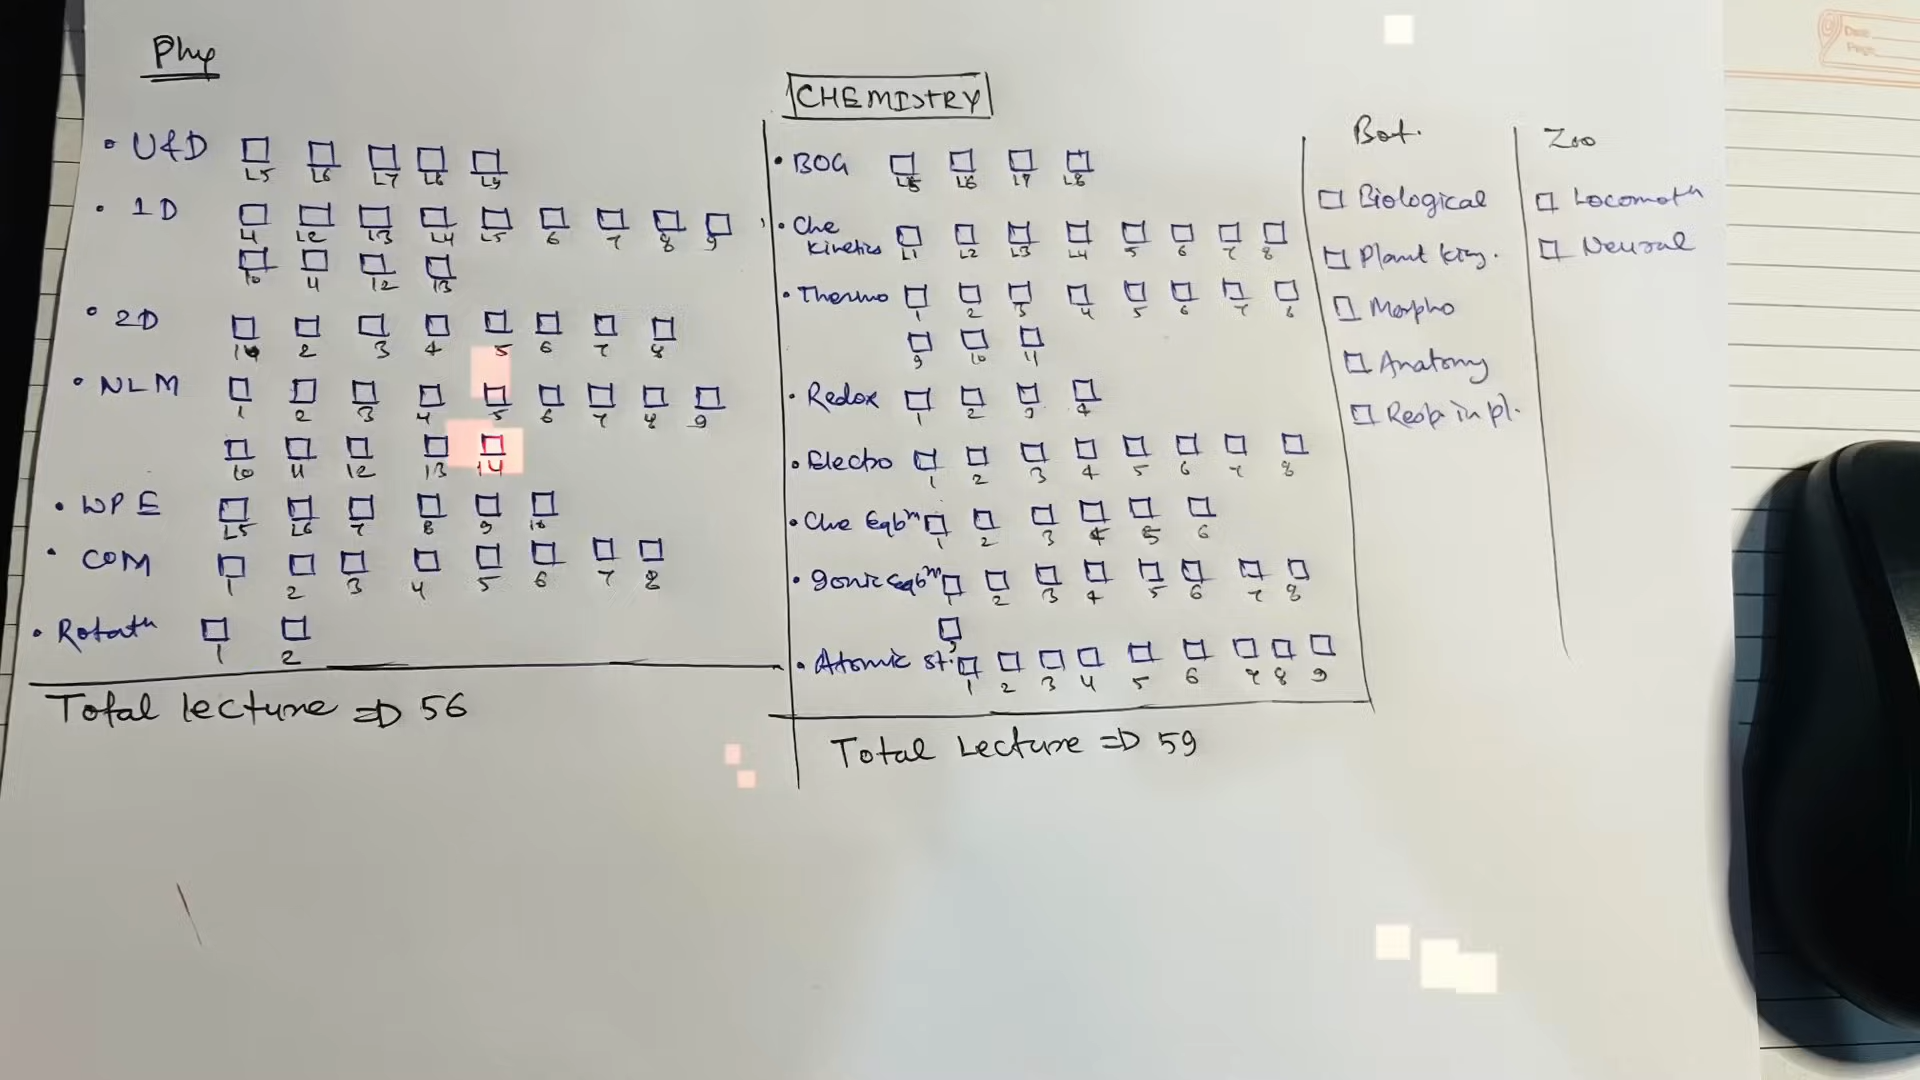 Phy
• U&D L5 L6 L7 L8 L9
• 1D L1 L2 L3 L4 L5 6 7 8 9
10 11 12 13
• 2D 1 2 3 4 5 6 7 8
• NLM 1 2 3 4 5 6 7 8 9
10 11 12 13 14
• WPE L5 L6 7 8 9 10
• COM 1 2 3 4 5 6 7 8
• Rotatn 1 2
Total lecture => 56
CHEMISTRY
• BOG L5 L6 L7 L8
• Che
Kinetics L1 L2 L3 L4 5 6 7 8
• Thermo 1 2 3 4 5 6 7 8
9 10 11
• Redox 1 2 3 4
• Electro 1 2 3 4 5 6 7 8
• Che Eqbm 1 2 3 4 5 6
• Ionic Eqbm 1 2 3 4 5 6 7 8
9
• Atomic st. 1 2 3 4 5 6 7 8 9
Total Lecture => 59
Bot.
Biological
Plant king.
Morpho
Anatomy
Resp in pl.
Zoo
Locomotn
Neural
Date
Page